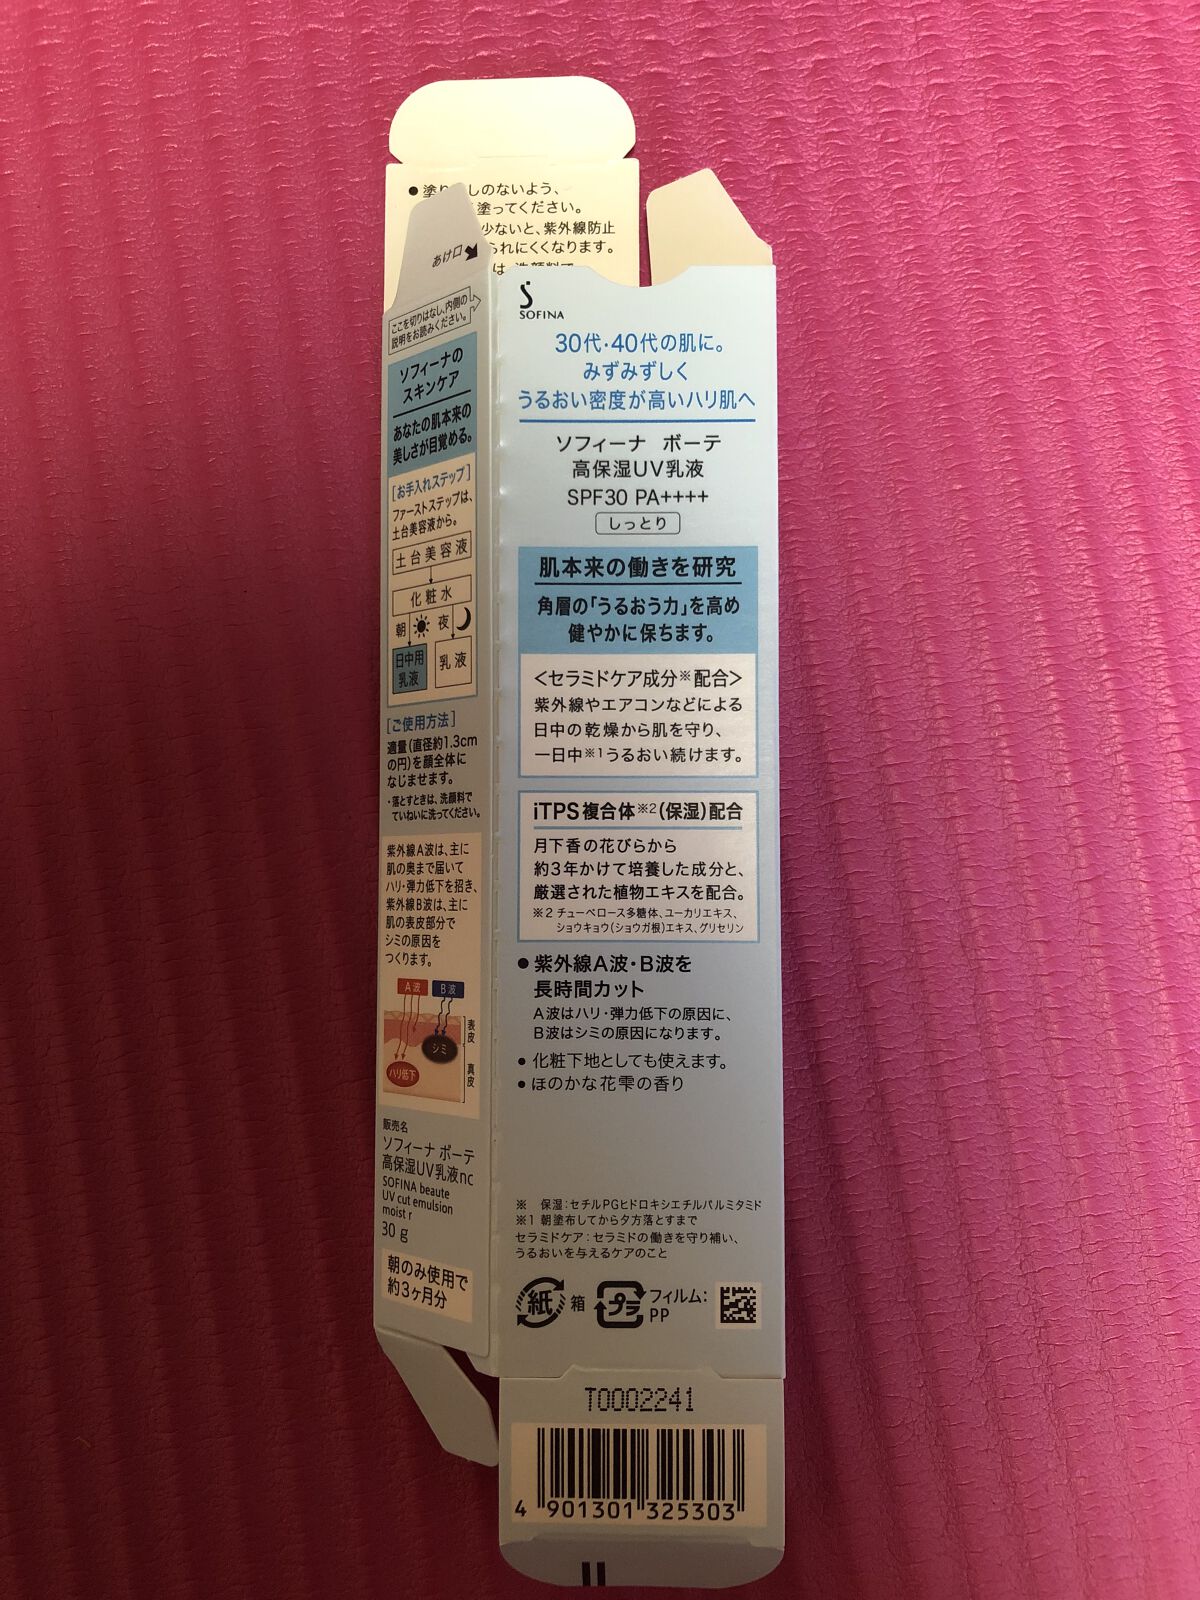 ● 塗り しのないよう、
塗ってください。
少ないと、紫外線防止
られにくくなります。
あけ口
ここを切りはなし、内側の
説明をお読みください。
ソフィーナの
スキンケア
あなたの肌本来の
美しさが目覚める。
[お手入れステップ]
ファーストステップは、
土台美容液から。
土台美容液
化粧水
朝 夜
日中用
乳液
乳液
[ご使用方法]
適量(直径約1.3cm
の円)を顔全体に
なじませます。
・落とすときは、洗顔料で
ていねいに洗ってください。
紫外線A波は、主に
肌の奥まで届いて
ハリ・弾力低下を招き、
紫外線B波は、主に
肌の表皮部分で
シミの原因を
つくります。
A波 B波
表皮
シミ
真皮
ハリ低下
販売名
ソフィーナ ボーテ
高保湿UV乳液nc
SOFINA beaute
UV cut emulsion
moist r
30 g
朝のみ使用で
約3ヶ月分
SOFINA
30代・40代の肌に。
みずみずしく
うるおい密度が高いハリ肌へ
ソフィーナ ボーテ
高保湿UV乳液
SPF30 PA++++
しっとり
肌本来の働きを研究
角層の「うるおう力」を高め
健やかに保ちます。
<セラミドケア成分※配合>
紫外線やエアコンなどによる
日中の乾燥から肌を守り、
一日中※1うるおい続けます。
iTPS複合体※2(保湿)配合
月下香の花びらから
約3年かけて培養した成分と、
厳選された植物エキスを配合。
※2 チューベロース多糖体、ユーカリエキス、
ショウキョウ(ショウガ根)エキス、グリセリン
● 紫外線A波・B波を
長時間カット
A波はハリ・弾力低下の原因に、
B波はシミの原因になります。
● 化粧下地としても使えます。
● ほのかな花雫の香り
※ 保湿:セチルPGヒドロキシエチルパルミタミド
※1 朝塗布してから夕方落とすまで
セラミドケア:セラミドの働きを守り補い、
うるおいを与えるケアのこと
紙 箱 プラ フィルム:
PP
T0002241
4 901301 325303